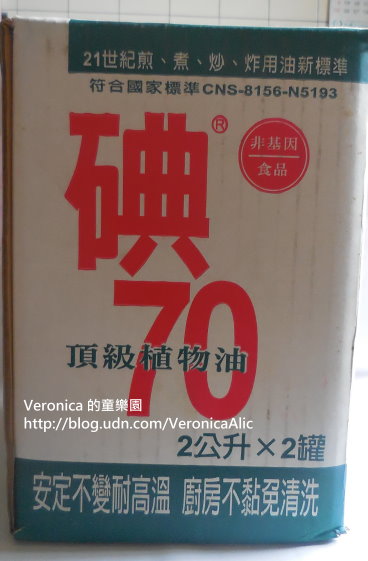 21世紀煎、煮、炒、炸用油新標準
符合國家標準CNS-8156-N5193
碘®
非基因
食品
70
頂級植物油
Veronica 的童樂園
http://blog.udn.com/VeronicaAlic
2公升×2罐
安定不變耐高溫 廚房不黏免清洗